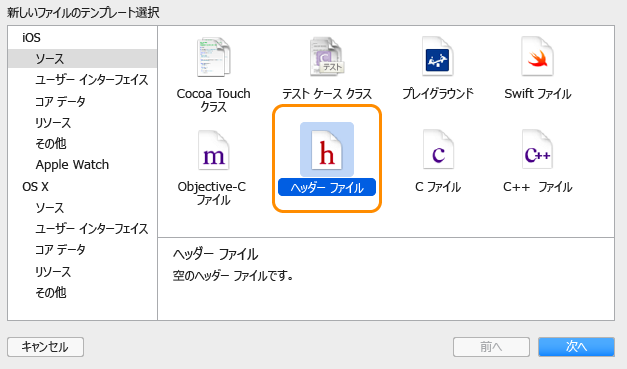 新しいファイルのテンプレート選択
iOS
ソース
ユーザー インターフェイス
コア データ
リソース
その他
Apple Watch
OS X
ソース
ユーザー インターフェイス
コア データ
リソース
その他
Cocoa Touch
クラス
テスト
テスト ケース クラス
プレイグラウンド
Swift ファイル
m
Objective-C
ファイル
h
ヘッダー ファイル
c
C ファイル
C++
C++ ファイル
ヘッダー ファイル
空のヘッダー ファイルです。
キャンセル
前へ
次へ